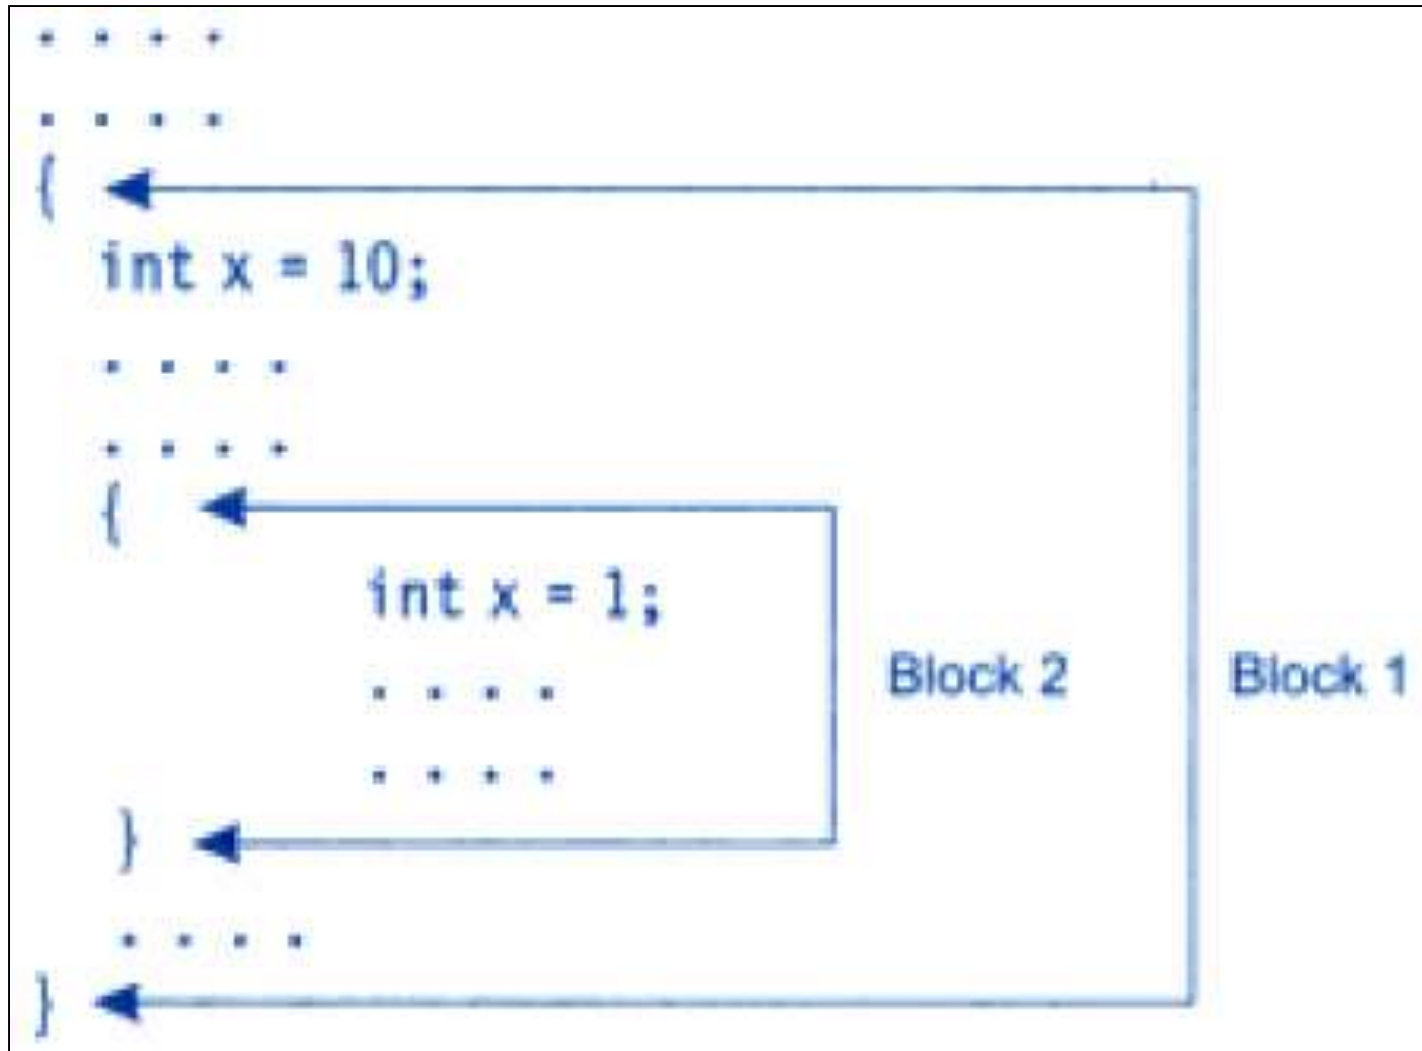 . . . .
. . . .
{
int x = 10;
. . . .
. . . .
{
int x = 1;
Block 2
Block 1
. . . .
. . . .
}
. . . .
}